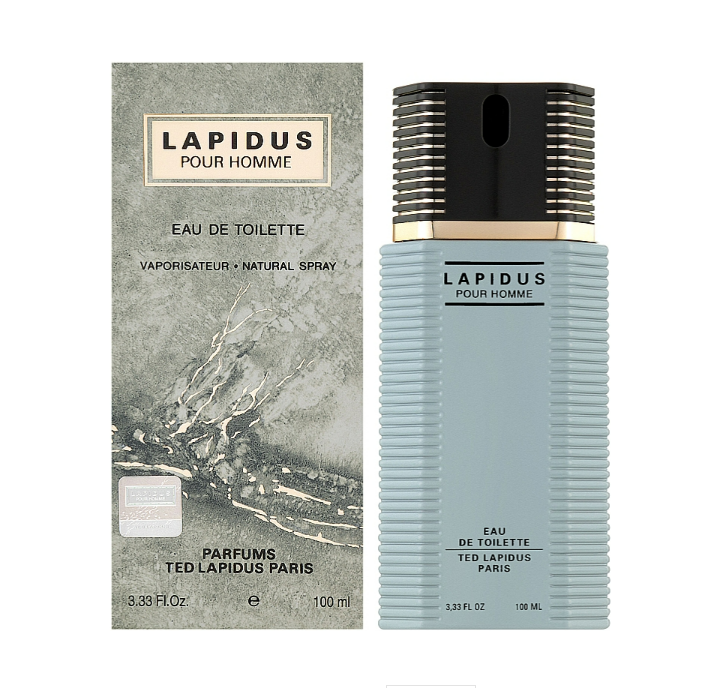 LAPIDUS
POUR HOMME
EAU DE TOILETTE
VAPORISATEUR • NATURAL SPRAY
PARFUMS
TED LAPIDUS PARIS
3.33 Fl.Oz. ℮ 100 ml
LAPIDUS
POUR HOMME
EAU
DE TOILETTE
TED LAPIDUS
PARIS
3,33 FL OZ 100 ML